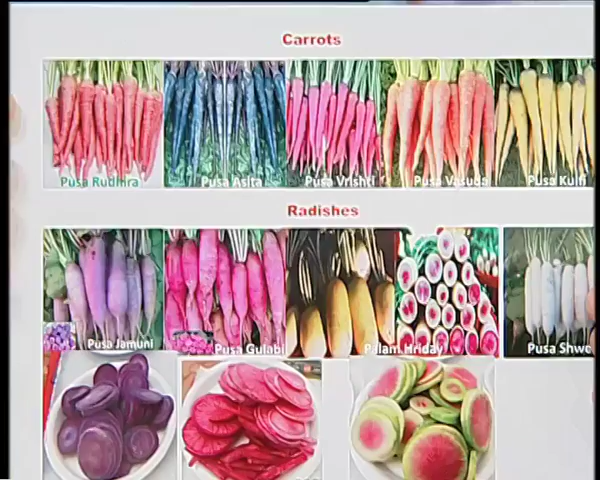 Carrots
Pusa Rudhira
Pusa Asita
Pusa Vrishti
Pusa Vasuda
Pusa Kulfi
Radishes
Pusa Jamuni
Pusa Gulabi
Palam Hriday
Pusa Shwe